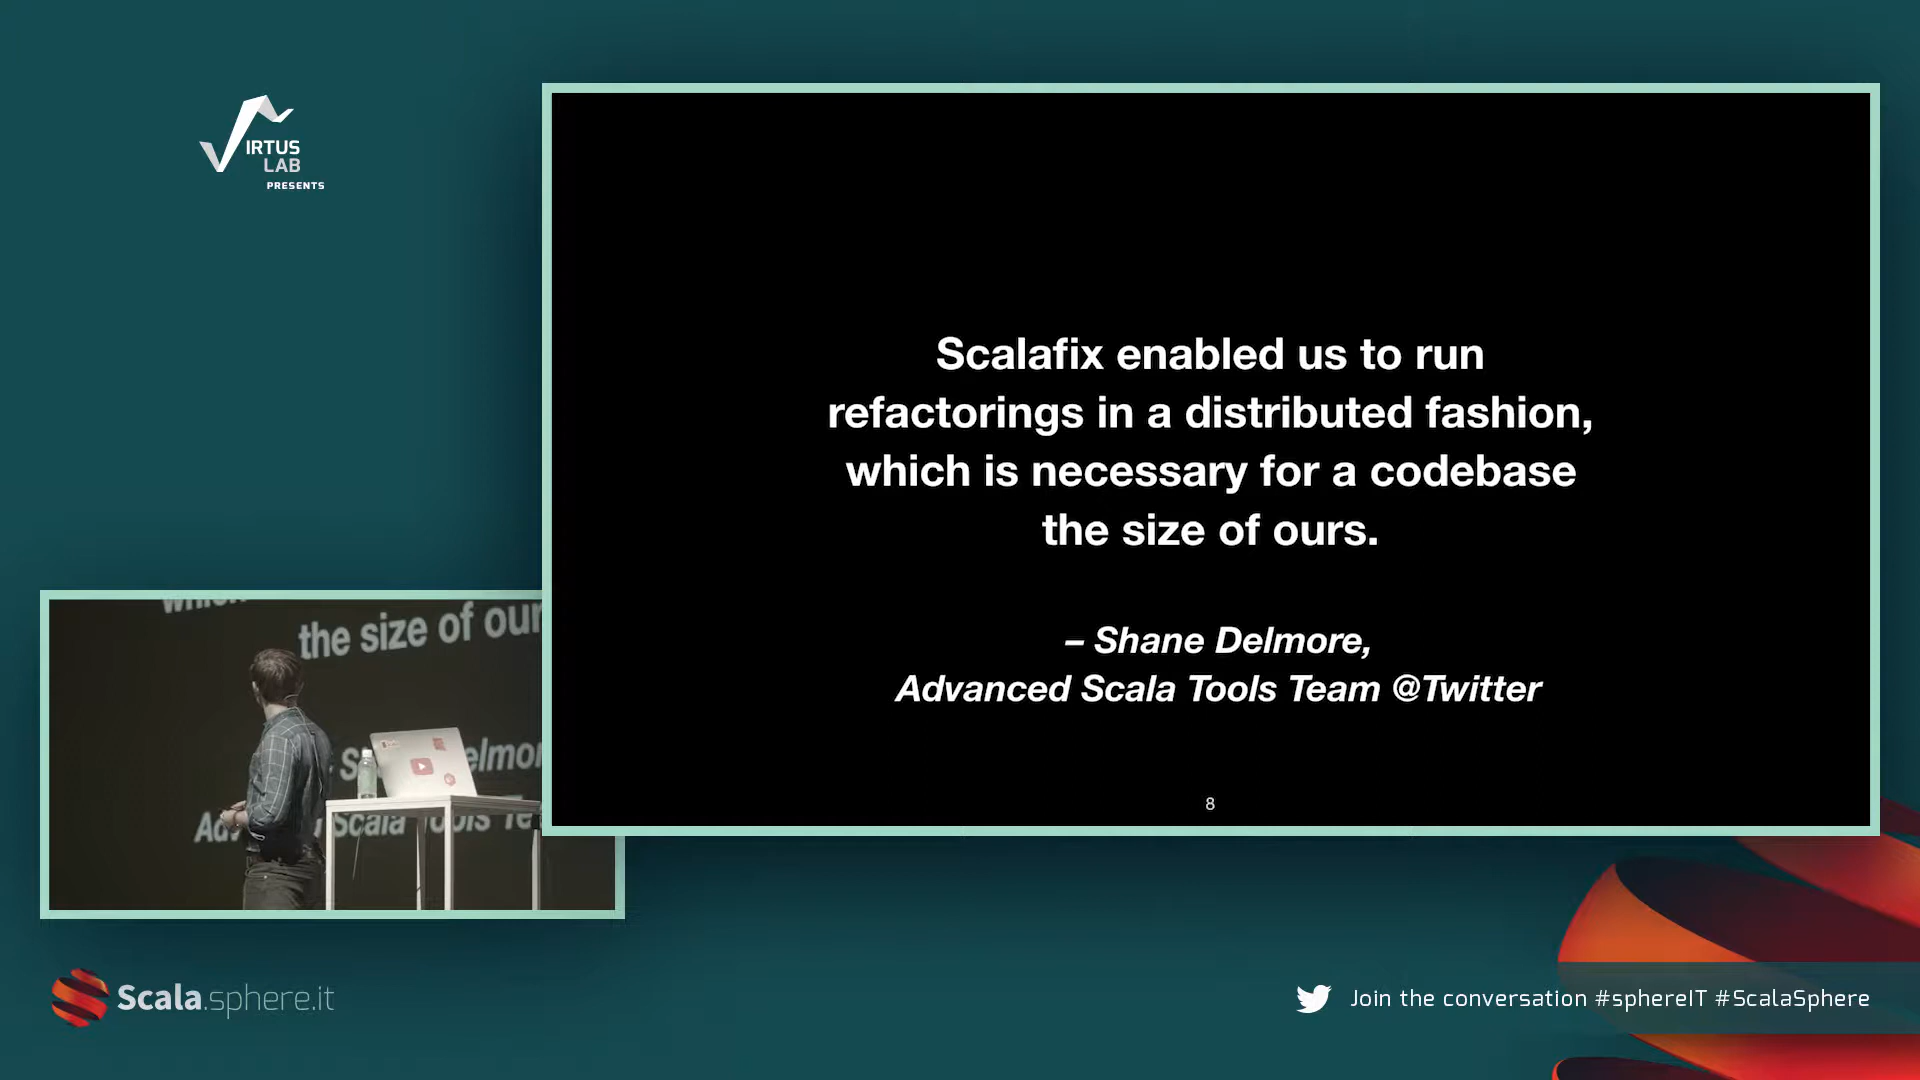 IRTUS
LAB
PRESENTS
Scalafix enabled us to run
refactorings in a distributed fashion,
which is necessary for a codebase
the size of ours.
– Shane Delmore,
Advanced Scala Tools Team @Twitter
8
the size of our
Scala.sphere.it
Join the conversation #sphereIT #ScalaSphere